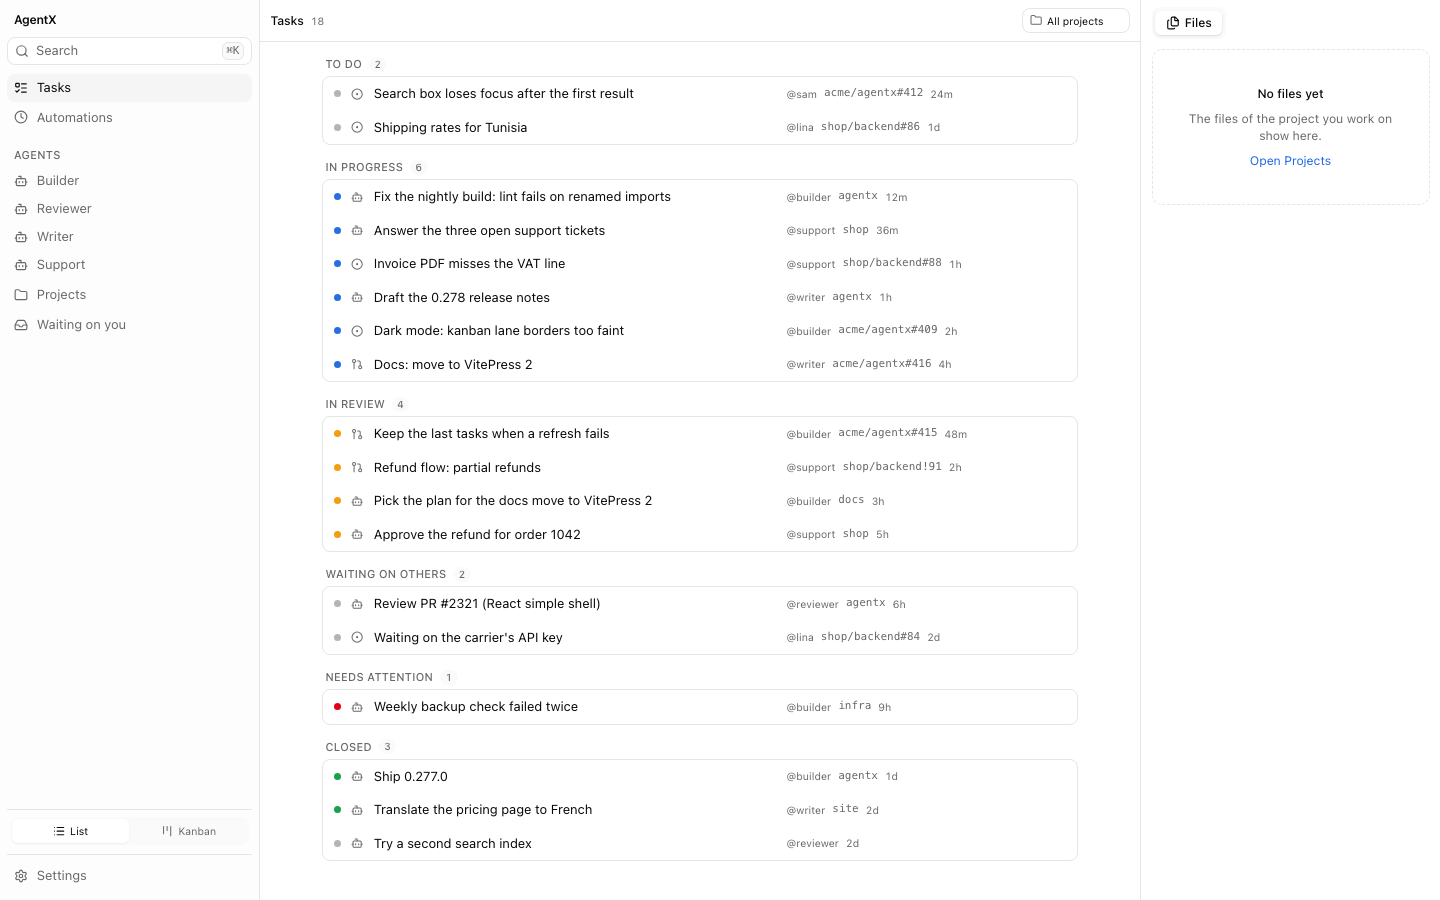 AgentX
Search ⌘K
Tasks
Automations
AGENTS
Builder
Reviewer
Writer
Support
Projects
Waiting on you
List Kanban
Settings
Tasks 18
All projects
TO DO 2
Search box loses focus after the first result @sam acme/agentx#412 24m
Shipping rates for Tunisia @lina shop/backend#86 1d
IN PROGRESS 6
Fix the nightly build: lint fails on renamed imports @builder agentx 12m
Answer the three open support tickets @support shop 36m
Invoice PDF misses the VAT line @support shop/backend#88 1h
Draft the 0.278 release notes @writer agentx 1h
Dark mode: kanban lane borders too faint @builder acme/agentx#409 2h
Docs: move to VitePress 2 @writer acme/agentx#416 4h
IN REVIEW 4
Keep the last tasks when a refresh fails @builder acme/agentx#415 48m
Refund flow: partial refunds @support shop/backend!91 2h
Pick the plan for the docs move to VitePress 2 @builder docs 3h
Approve the refund for order 1042 @support shop 5h
WAITING ON OTHERS 2
Review PR #2321 (React simple shell) @reviewer agentx 6h
Waiting on the carrier's API key @lina shop/backend#84 2d
NEEDS ATTENTION 1
Weekly backup check failed twice @builder infra 9h
CLOSED 3
Ship 0.277.0 @builder agentx 1d
Translate the pricing page to French @writer site 2d
Try a second search index @reviewer 2d
Files
No files yet
The files of the project you work on
show here.
Open Projects